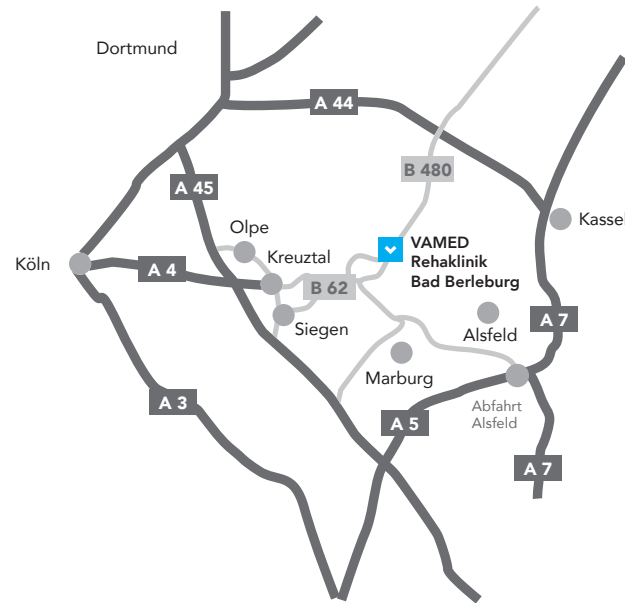 Dortmund
A 44
B 480
A 45
Kassel
Olpe
VAMED
Rehaklinik
Bad Berleburg
Kreuztal
Köln
A 4
B 62
Siegen
Alsfeld
A 7
Marburg
A 3
Abfahrt
Alsfeld
A 5
A 7